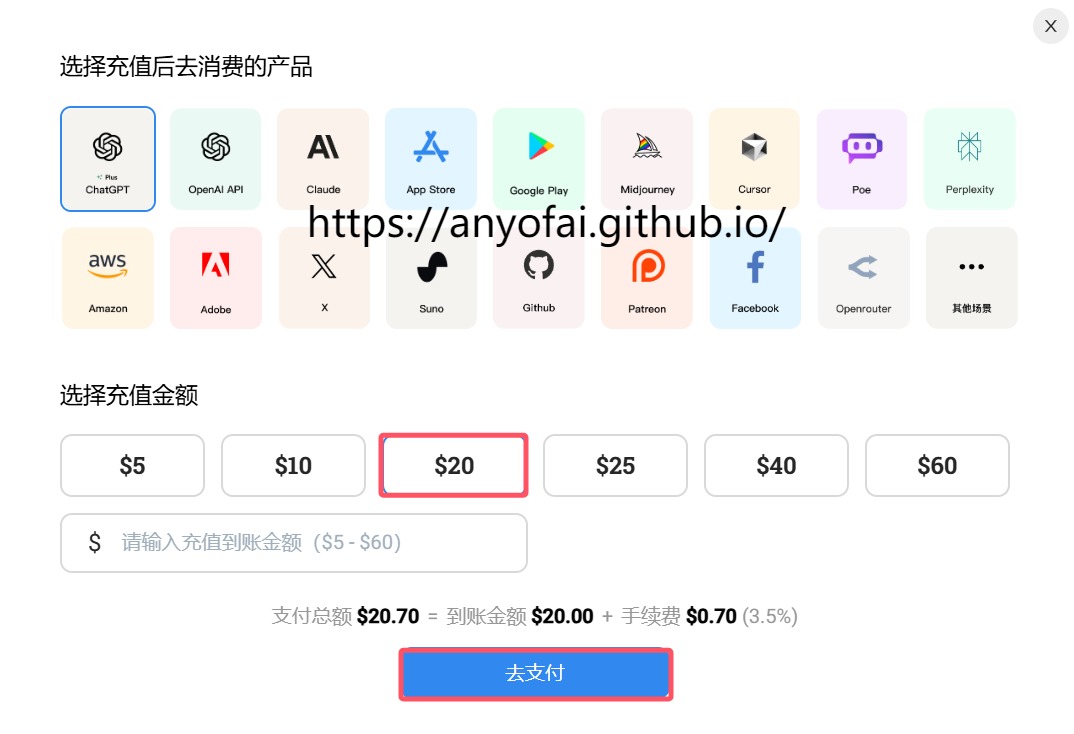 X
选择充值后去消费的产品
Plus
ChatGPT
OpenAI API
Claude
App Store
Google Play
Midjourney
Cursor
Poe
Perplexity
https://anyofai.github.io/
aws
Amazon
Adobe
X
Suno
Github
Patreon
Facebook
Openrouter
其他场景
选择充值金额
$5
$10
$20
$25
$40
$60
$ 请输入充值到账金额（$5 - $60）
支付总额 $20.70 = 到账金额 $20.00 + 手续费 $0.70 (3.5%)
去支付